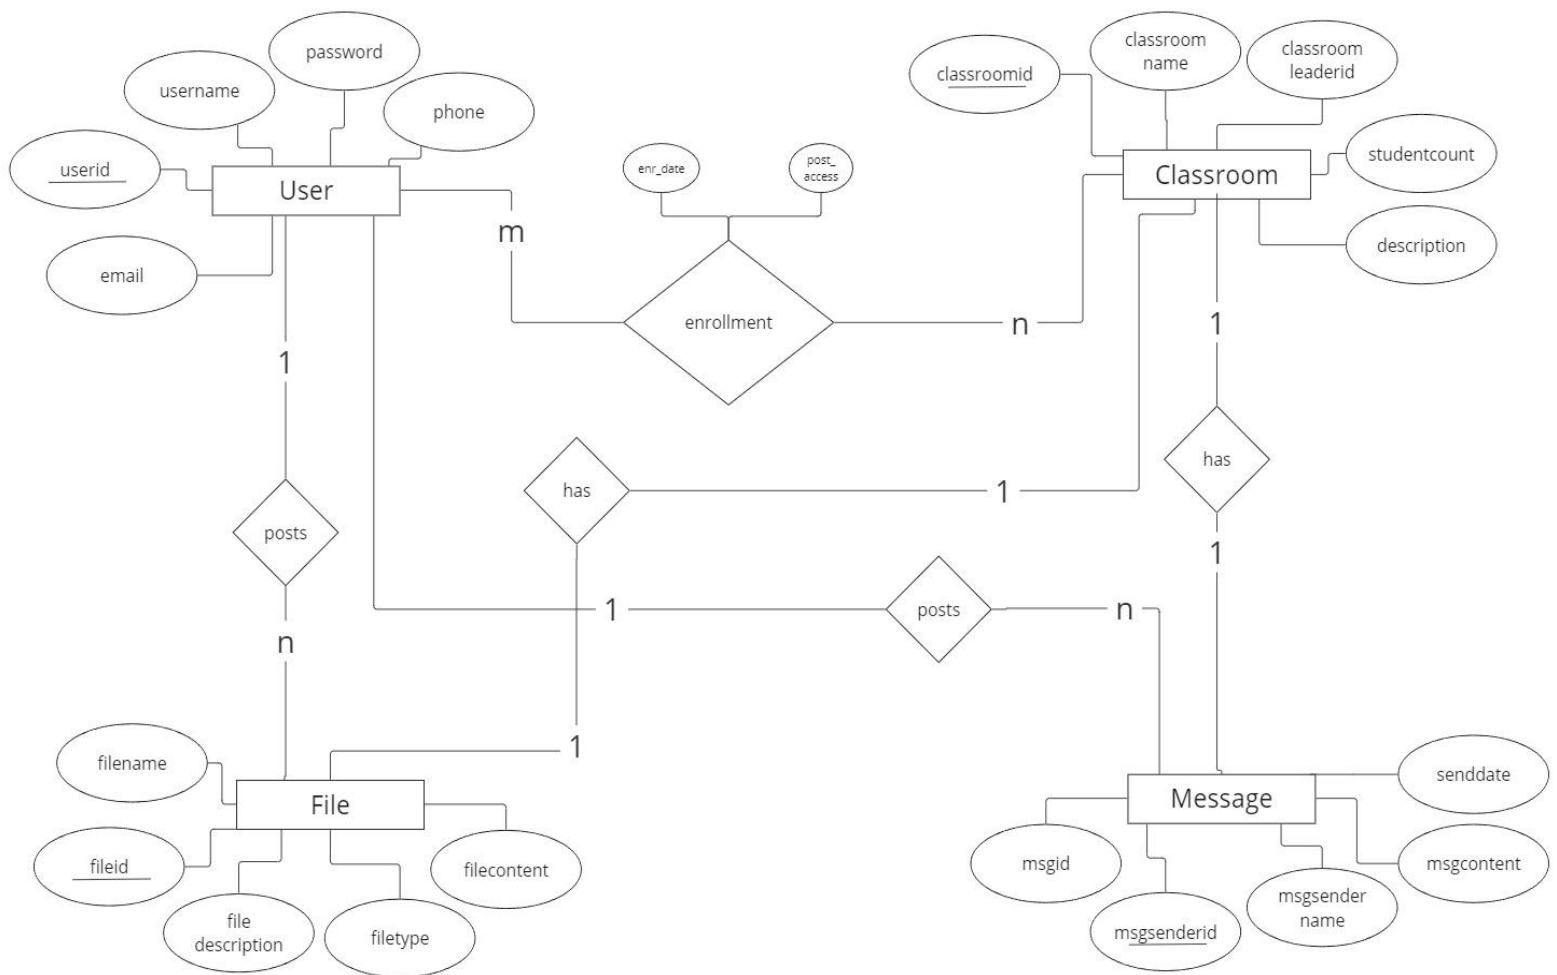 password
classroom
name
classroom
leaderid
username
classroomid
phone
studentcount
userid
enr_date
post_
access
User
Classroom
m
description
email
enrollment
n
1
1
has
has
1
posts
1
1
posts
n
n
1
filename
senddate
File
Message
fileid
filecontent
msgid
msgcontent
file
description
filetype
msgsender
name
msgsenderid